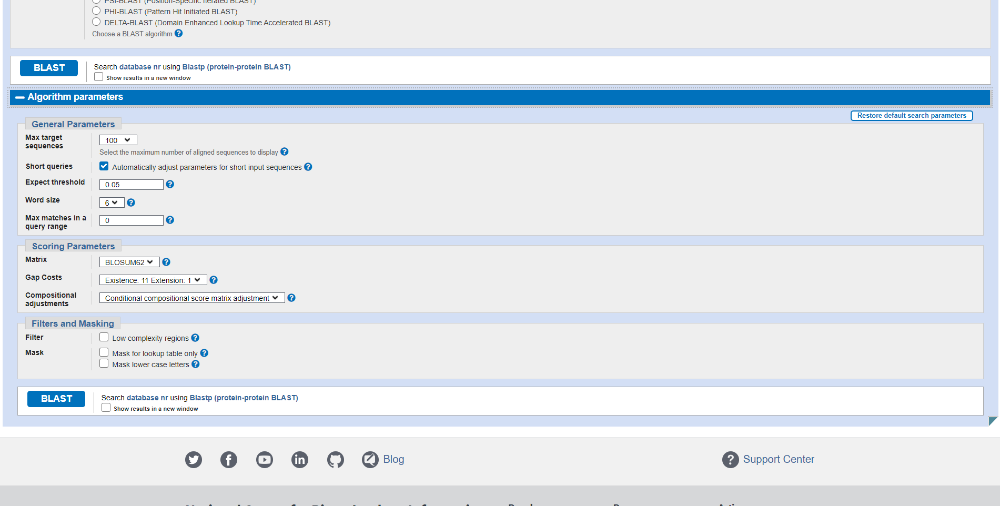 PSI-BLAST (Position-Specific Iterated BLAST)
PHI-BLAST (Pattern Hit Initiated BLAST)
DELTA-BLAST (Domain Enhanced Lookup Time Accelerated BLAST)
Choose a BLAST algorithm ?
BLAST
Search database nr using Blastp (protein-protein BLAST)
Show results in a new window
Algorithm parameters
Restore default search parameters
General Parameters
Max target
sequences
100
Select the maximum number of aligned sequences to display ?
Short queries
Automatically adjust parameters for short input sequences ?
Expect threshold
0.05 ?
Word size
6 ?
Max matches in a
query range
0 ?
Scoring Parameters
Matrix
BLOSUM62 ?
Gap Costs
Existence: 11 Extension: 1 ?
Compositional
adjustments
Conditional compositional score matrix adjustment ?
Filters and Masking
Filter
Low complexity regions ?
Mask
Mask for lookup table only ?
Mask lower case letters ?
BLAST
Search database nr using Blastp (protein-protein BLAST)
Show results in a new window
Blog
? Support Center